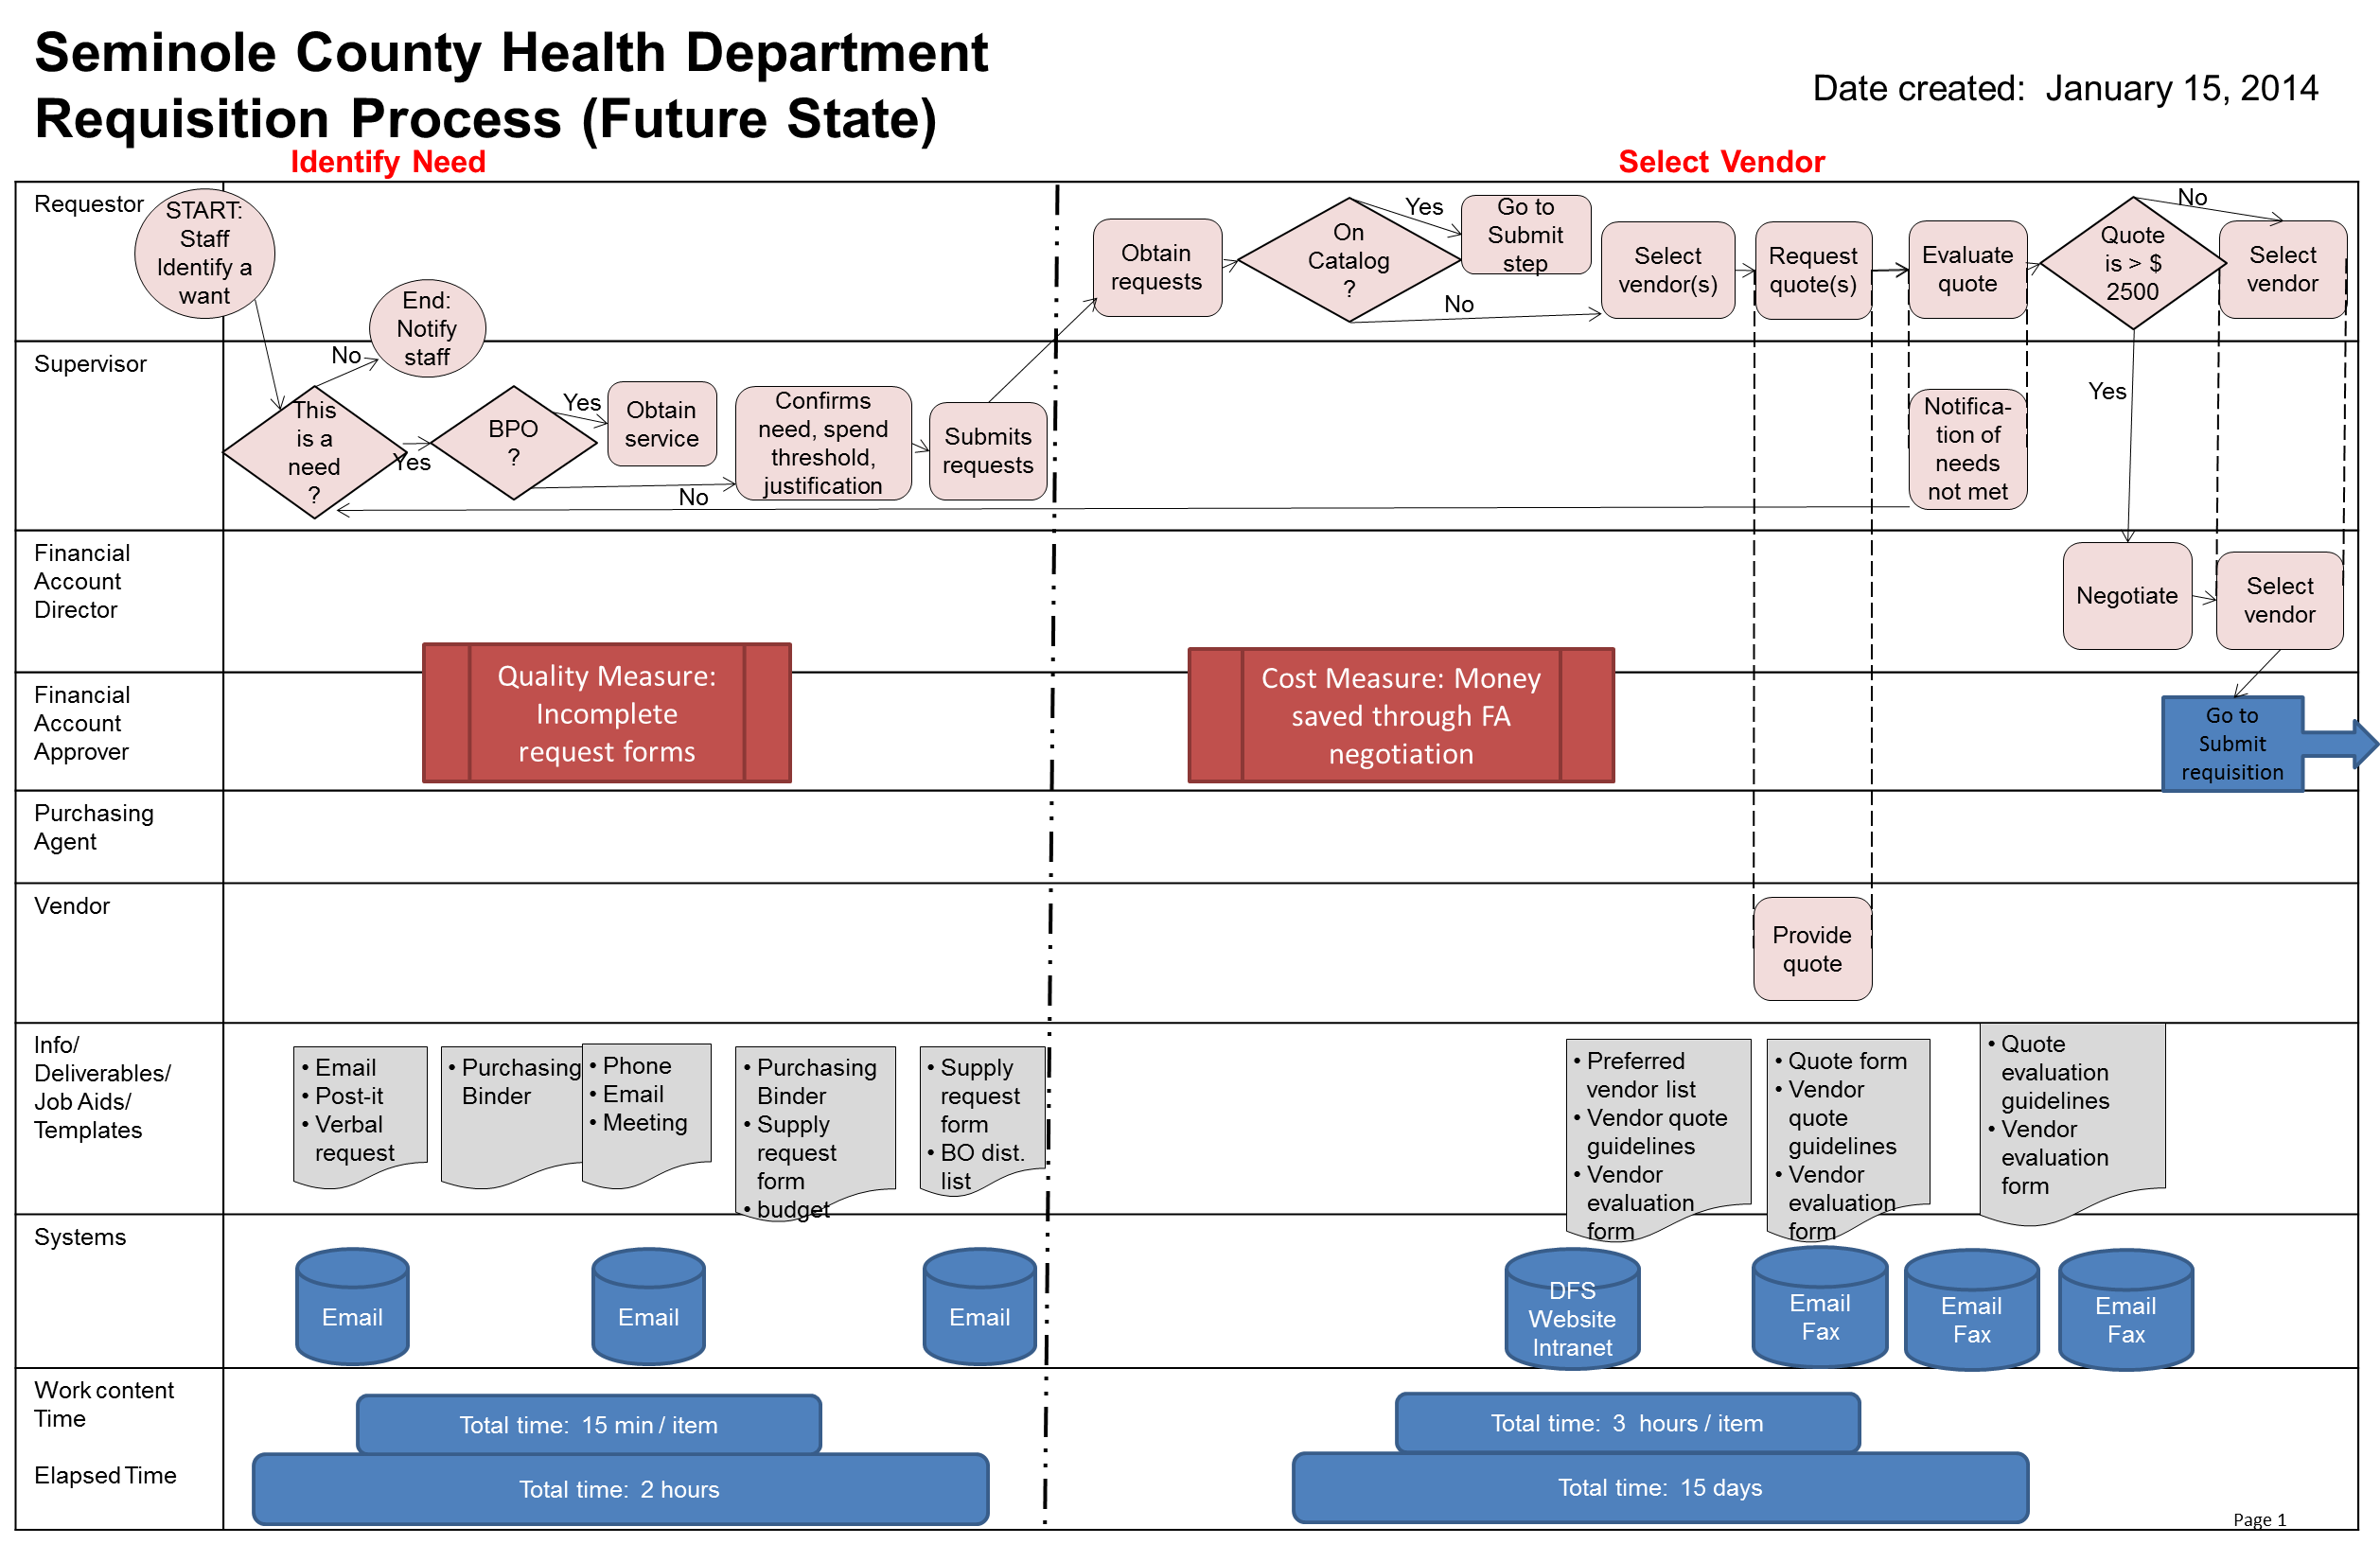 Seminole County Health Department
Requisition Process (Future State)
Date created: January 15, 2014
Identify Need
Select Vendor
Requestor
START:
Staff
Identify a
want
End:
Notify
staff
Obtain
requests
On
Catalog
?
Yes
No
Go to
Submit
step
Select
vendor(s)
Request
quote(s)
Evaluate
quote
Quote
is > $
2500
No
Yes
Select
vendor
Supervisor
This
is a
need
?
No
Yes
BPO
?
Yes
No
Obtain
service
Confirms
need, spend
threshold,
justification
Submits
requests
Notifica-
tion of
needs
not met
Financial
Account
Director
Negotiate
Select
vendor
Quality Measure:
Incomplete
request forms
Cost Measure: Money
saved through FA
negotiation
Financial
Account
Approver
Go to
Submit
requisition
Purchasing
Agent
Vendor
Provide
quote
Info/
Deliverables/
Job Aids/
Templates
• Email
• Post-it
• Verbal
request
• Purchasing
Binder
• Phone
• Email
• Meeting
• Purchasing
Binder
• Supply
request
form
• budget
• Supply
request
form
• BO dist.
list
• Preferred
vendor list
• Vendor quote
guidelines
• Vendor
evaluation
form
• Quote form
• Vendor
quote
guidelines
• Vendor
evaluation
form
• Quote
evaluation
guidelines
• Vendor
evaluation
form
Systems
Email
Email
Email
DFS
Website
Intranet
Email
Fax
Email
Fax
Email
Fax
Work content
Time
Total time: 15 min / item
Total time: 3 hours / item
Elapsed Time
Total time: 2 hours
Total time: 15 days
Page 1